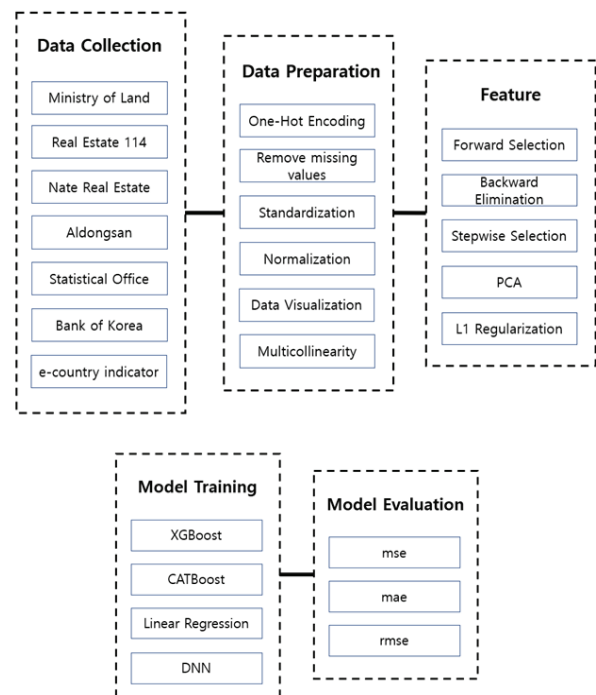 Data Collection
Ministry of Land
Real Estate 114
Nate Real Estate
Aldongsan
Statistical Office
Bank of Korea
e-country indicator
Data Preparation
One-Hot Encoding
Remove missing
values
Standardization
Normalization
Data Visualization
Multicollinearity
Feature
Forward Selection
Backward
Elimination
Stepwise Selection
PCA
L1 Regularization
Model Training
XGBoost
CATBoost
Linear Regression
DNN
Model Evaluation
mse
mae
rmse